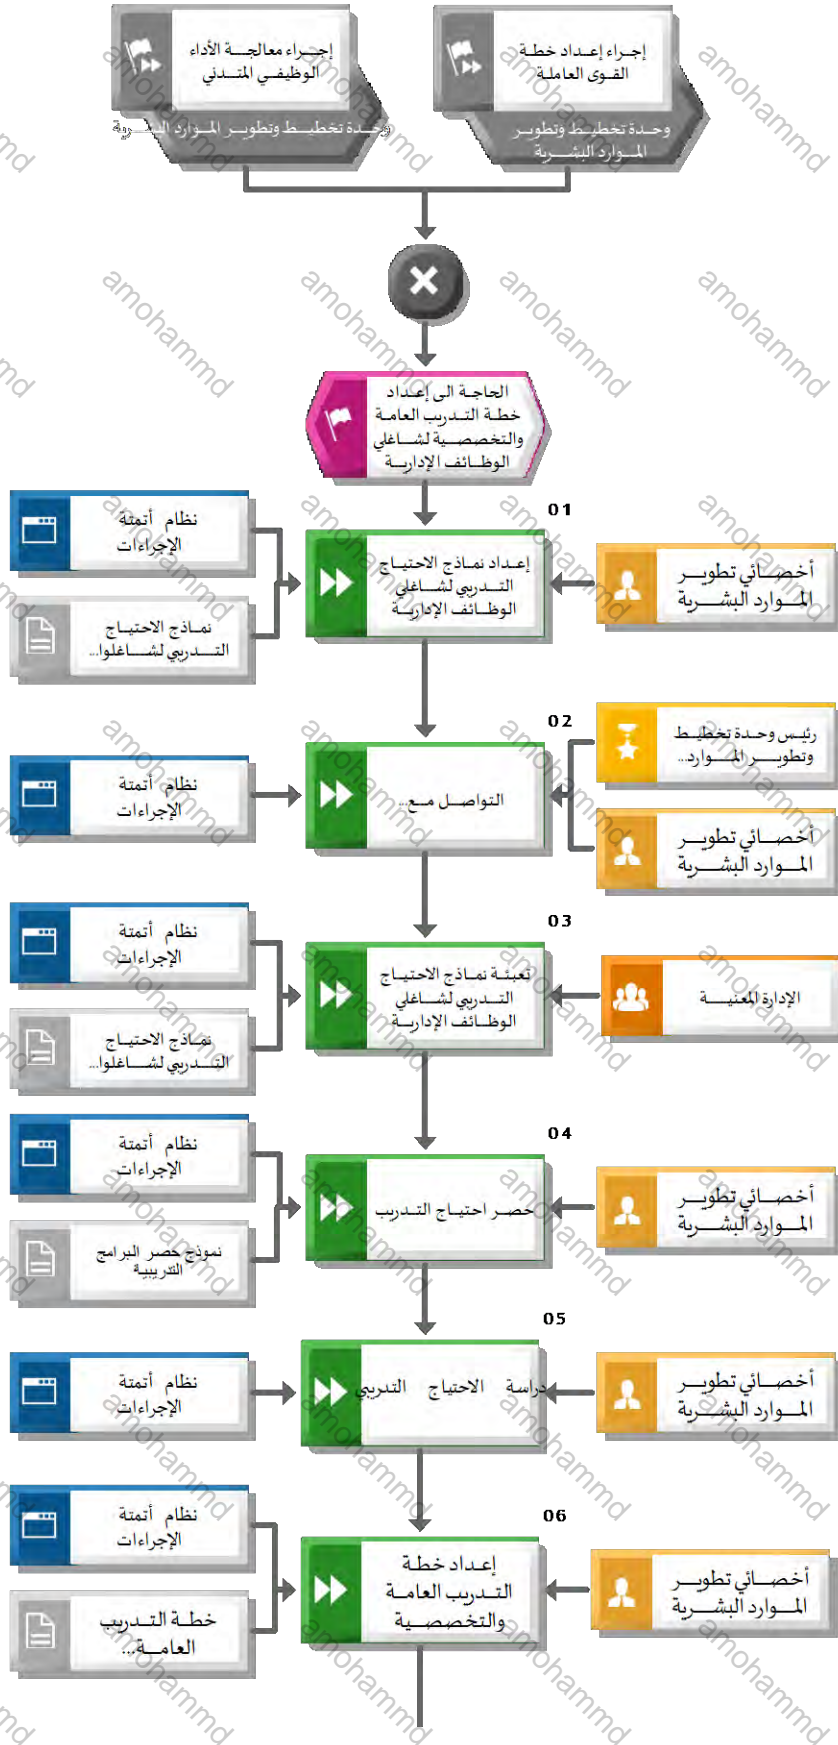 إجراء إعداد خطة
القوى العاملة
وحدة تخطيط وتطوير
الموارد البشرية
إجراء معالجة الأداء
الوظيفي المتدني
وحدة تخطيط وتطوير الموارد البشرية
الحاجة الى إعداد
خطة التدريب العامة
والتخصصية لشاغلي
الوظائف الإدارية
01
أخصائي تطوير
الموارد البشرية
إعداد نماذج الاحتياج
التدريبي لشاغلي
الوظائف الإدارية
نظام أتمتة
الإجراءات
نماذج الاحتياج
التدريبي لشاغلوا...
02
رئيس وحدة تخطيط
وتطوير الموارد...
أخصائي تطوير
الموارد البشرية
التواصل مع...
نظام أتمتة
الإجراءات
03
الإدارة المعنية
تعبئة نماذج الاحتياج
التدريبي لشاغلي
الوظائف الإدارية
نظام أتمتة
الإجراءات
نماذج الاحتياج
التدريبي لشاغلوا...
04
أخصائي تطوير
الموارد البشرية
حصر احتياج التدريب
نظام أتمتة
الإجراءات
نموذج حصر البرامج
التدريبية
05
أخصائي تطوير
الموارد البشرية
دراسة الاحتياج التدريبي
نظام أتمتة
الإجراءات
06
أخصائي تطوير
الموارد البشرية
إعداد خطة
التدريب العامة
والتخصصية
نظام أتمتة
الإجراءات
خطة التدريب
العامة...
amohammd